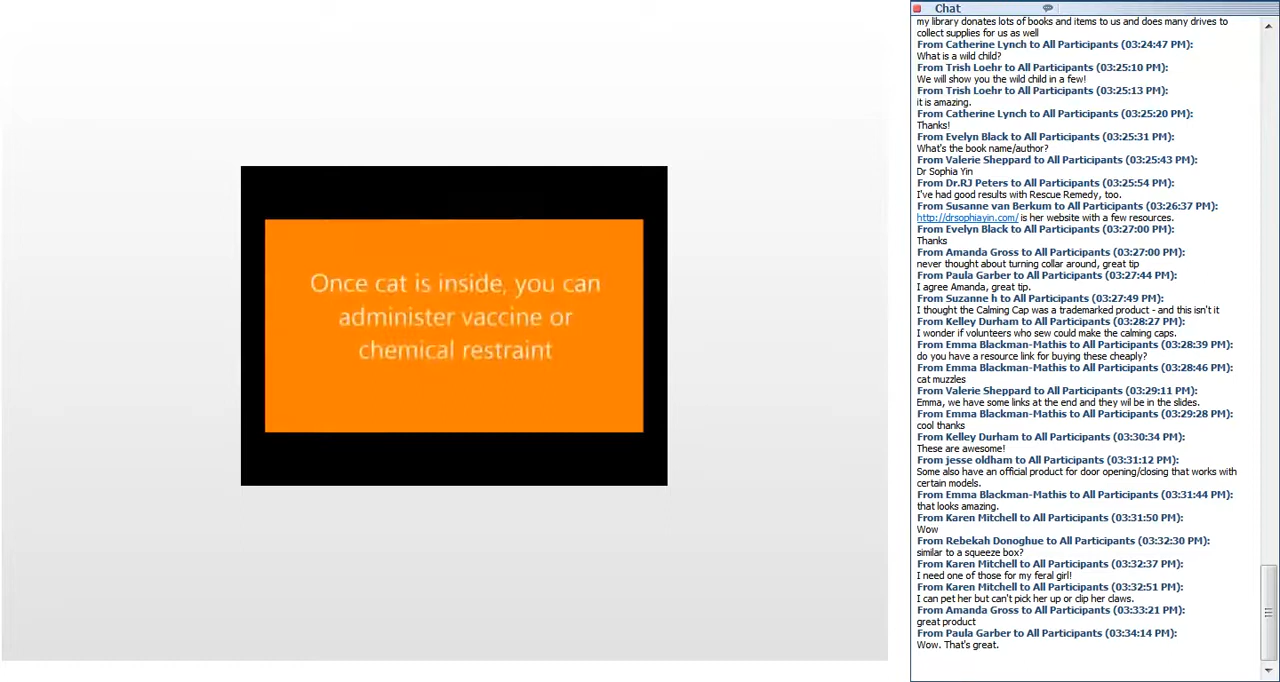 Once cat is inside, you can
administer vaccine or
chemical restraint
Chat
my library donates lots of books and items to us and does many drives to
collect supplies for us as well
From Catherine Lynch to All Participants (03:24:47 PM):
What is a wild child?
From Trish Loehr to All Participants (03:25:10 PM):
We will show you the wild child in a few!
From Trish Loehr to All Participants (03:25:13 PM):
it is amazing.
From Catherine Lynch to All Participants (03:25:20 PM):
Thanks!
From Evelyn Black to All Participants (03:25:31 PM):
What's the book name/author?
From Valerie Sheppard to All Participants (03:25:43 PM):
Dr Sophia Yin
From Dr.RJ Peters to All Participants (03:25:54 PM):
I've had good results with Rescue Remedy, too.
From Susanne van Berkum to All Participants (03:26:37 PM):
http://drsophiayin.com/ is her website with a few resources.
From Evelyn Black to All Participants (03:27:00 PM):
Thanks
From Amanda Gross to All Participants (03:27:00 PM):
never thought about turning collar around, great tip
From Paula Garber to All Participants (03:27:44 PM):
I agree Amanda, great tip.
From Suzanne h to All Participants (03:27:49 PM):
I thought the Calming Cap was a trademarked product - and this isn't it
From Kelley Durham to All Participants (03:28:27 PM):
I wonder if volunteers who sew could make the calming caps.
From Emma Blackman-Mathis to All Participants (03:28:39 PM):
do you have a resource link for buying these cheaply?
From Emma Blackman-Mathis to All Participants (03:28:46 PM):
cat muzzles
From Valerie Sheppard to All Participants (03:29:11 PM):
Emma, we have some links at the end and they wil be in the slides.
From Emma Blackman-Mathis to All Participants (03:29:28 PM):
cool thanks
From Kelley Durham to All Participants (03:30:34 PM):
These are awesome!
From jesse oldham to All Participants (03:31:12 PM):
Some also have an official product for door opening/closing that works with
certain models.
From Emma Blackman-Mathis to All Participants (03:31:44 PM):
that looks amazing.
From Karen Mitchell to All Participants (03:31:50 PM):
Wow
From Rebekah Donoghue to All Participants (03:32:30 PM):
similar to a squeeze box?
From Karen Mitchell to All Participants (03:32:37 PM):
I need one of those for my feral girl!
From Karen Mitchell to All Participants (03:32:51 PM):
I can pet her but can't pick her up or clip her claws.
From Amanda Gross to All Participants (03:33:21 PM):
great product
From Paula Garber to All Participants (03:34:14 PM):
Wow. That's great.